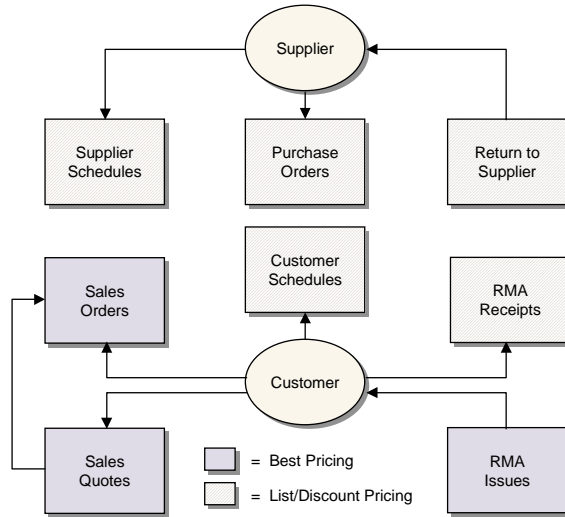 Supplier
Supplier
Schedules
Purchase
Orders
Return to
Supplier
Customer
Schedules
Sales
Orders
RMA
Receipts
Customer
Sales
Quotes
= Best Pricing
= List/Discount Pricing
RMA
Issues